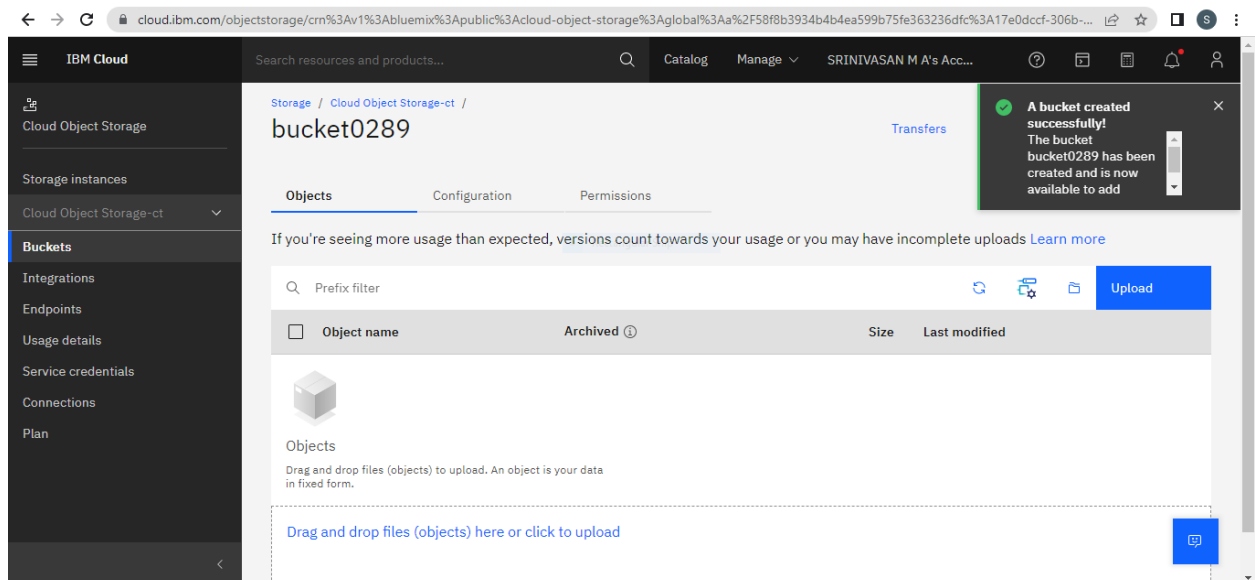 cloud.ibm.com/objectstorage/crn%3Av1%3Abluemix%3Apublic%3Acloud-object-storage%3Aglobal%3Aa%2F58f8b3934b4b4ea599b75fe363236dfc%3A17e0dccf-306b-...
S
IBM Cloud
Search resources and products...
Catalog
Manage
SRINIVASAN M A's Acc...
Cloud Object Storage
Storage instances
Cloud Object Storage-ct
Buckets
Integrations
Endpoints
Usage details
Service credentials
Connections
Plan
Storage / Cloud Object Storage-ct /
bucket0289
Transfers
A bucket created
successfully!
The bucket
bucket0289 has been
created and is now
available to add
Objects
Configuration
Permissions
If you're seeing more usage than expected, versions count towards your usage or you may have incomplete uploads Learn more
Prefix filter
Upload
Object name
Archived
Size
Last modified
Objects
Drag and drop files (objects) to upload. An object is your data
in fixed form.
Drag and drop files (objects) here or click to upload